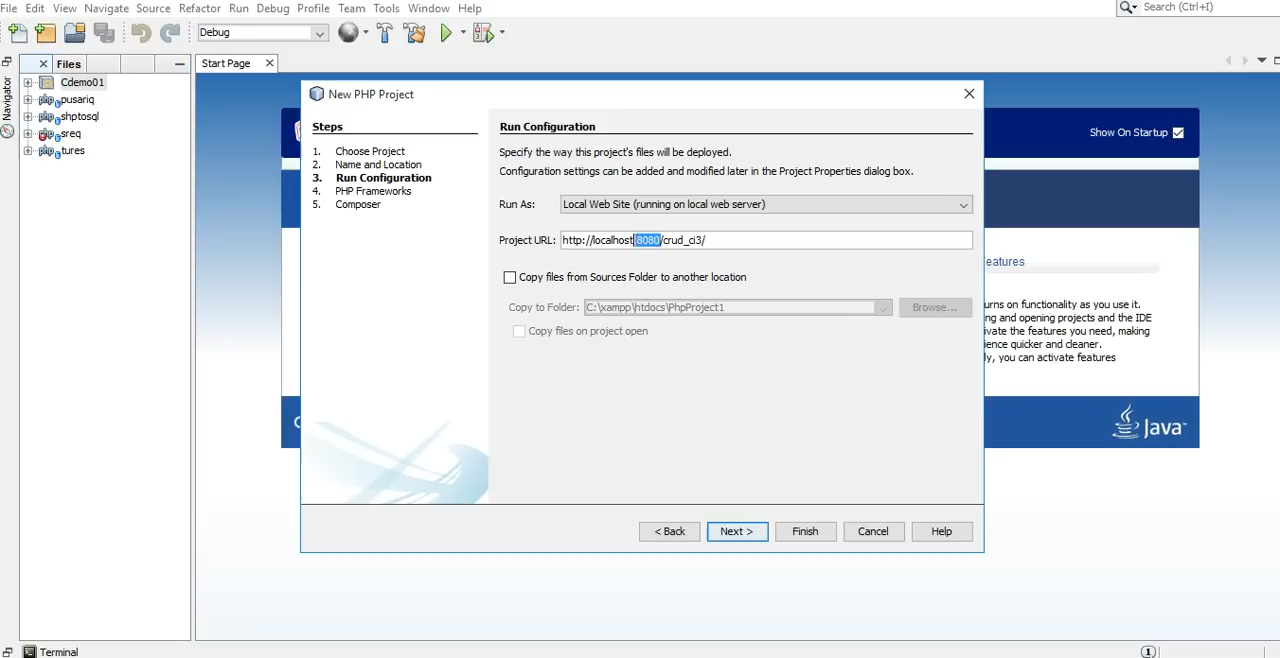 File Edit View Navigate Source Refactor Run Debug Profile Team Tools Window Help
Search (Ctrl+I)
Debug
Files
Start Page
Navigator
Cdemo01
php pusariq
php shptosql
php sreq
php tures
New PHP Project
Show On Startup
Steps
1. Choose Project
2. Name and Location
3. Run Configuration
4. PHP Frameworks
5. Composer
Run Configuration
Specify the way this project's files will be deployed.
Configuration settings can be added and modified later in the Project Properties dialog box.
Run As: Local Web Site (running on local web server)
Project URL: http://localhost:8080/crud_ci3/
Copy files from Sources Folder to another location
Copy to Folder: C:\xampp\htdocs\PhpProject1 Browse...
Copy files on project open
< Back Next > Finish Cancel Help
eatures
urns on functionality as you use it.
ng and opening projects and the IDE
ivate the features you need, making
ience quicker and cleaner.
ly, you can activate features
Java
Terminal
1